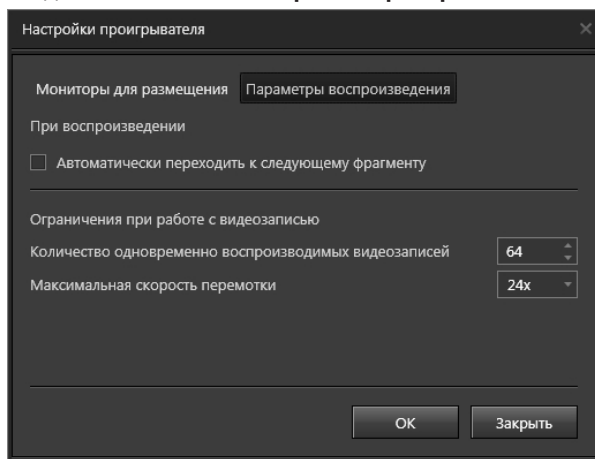 Настройки проигрывателя
Мониторы для размещения Параметры воспроизведения
При воспроизведении
Автоматически переходить к следующему фрагменту
Ограничения при работе с видеозаписью
Количество одновременно воспроизводимых видеозаписей 64
Максимальная скорость перемотки 24x
ОК Закрыть